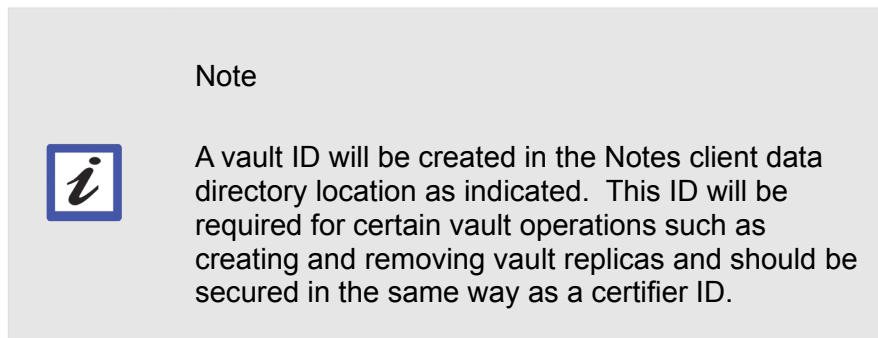 Note
i
A vault ID will be created in the Notes client data
directory location as indicated.  This ID will be
required for certain vault operations such as
creating and removing vault replicas and should be
secured in the same way as a certifier ID.